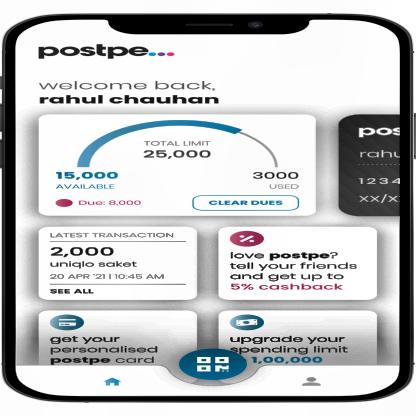 postpe...
welcome back,
rahul chauhan
TOTAL LIMIT
25,000
15,000
AVAILABLE
3000
USED
Due: 8,000
CLEAR DUES
pos
rahu
1234
xx/x
LATEST TRANSACTION
2,000
uniqlo saket
20 APR '21 | 10:45 AM
SEE ALL
love postpe?
tell your friends
and get up to
5% cashback
get your
personalised
postpe card
upgrade your
spending limit
1,00,000